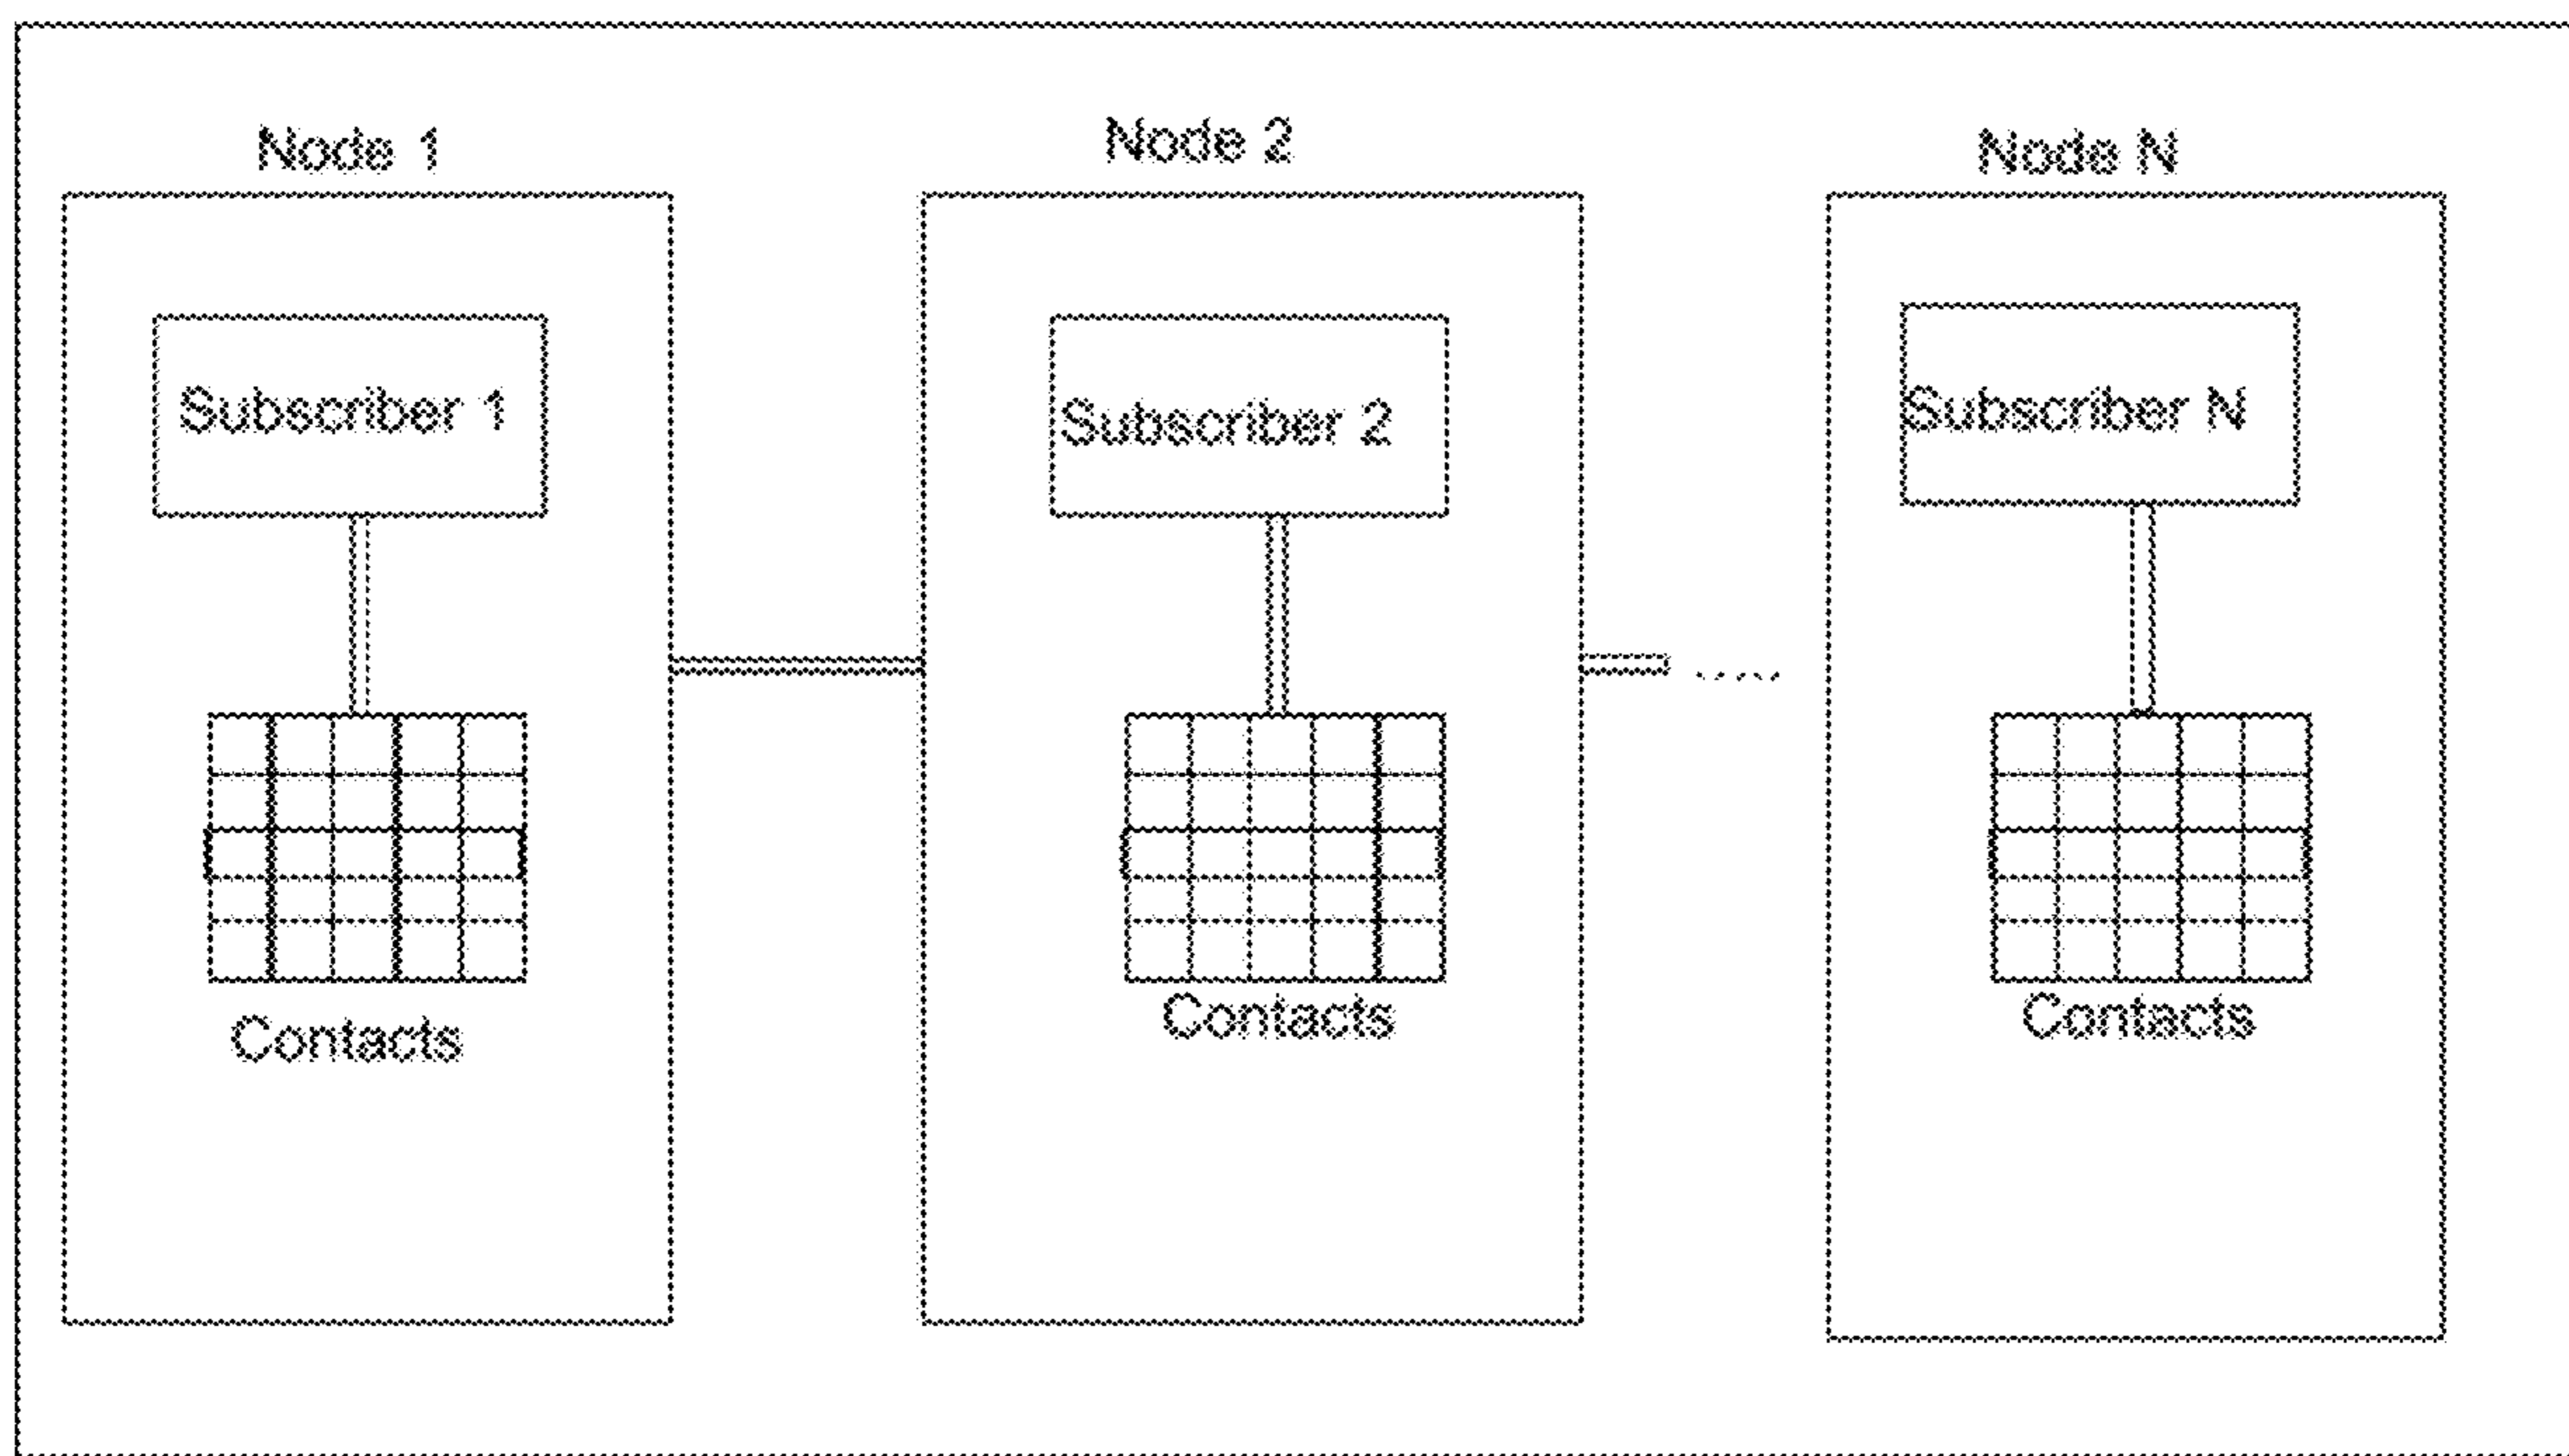 Node 1
Node 2
Node N
Subscriber 1
Subscriber 2
Subscriber N
.....
Contacts
Contacts
Contacts